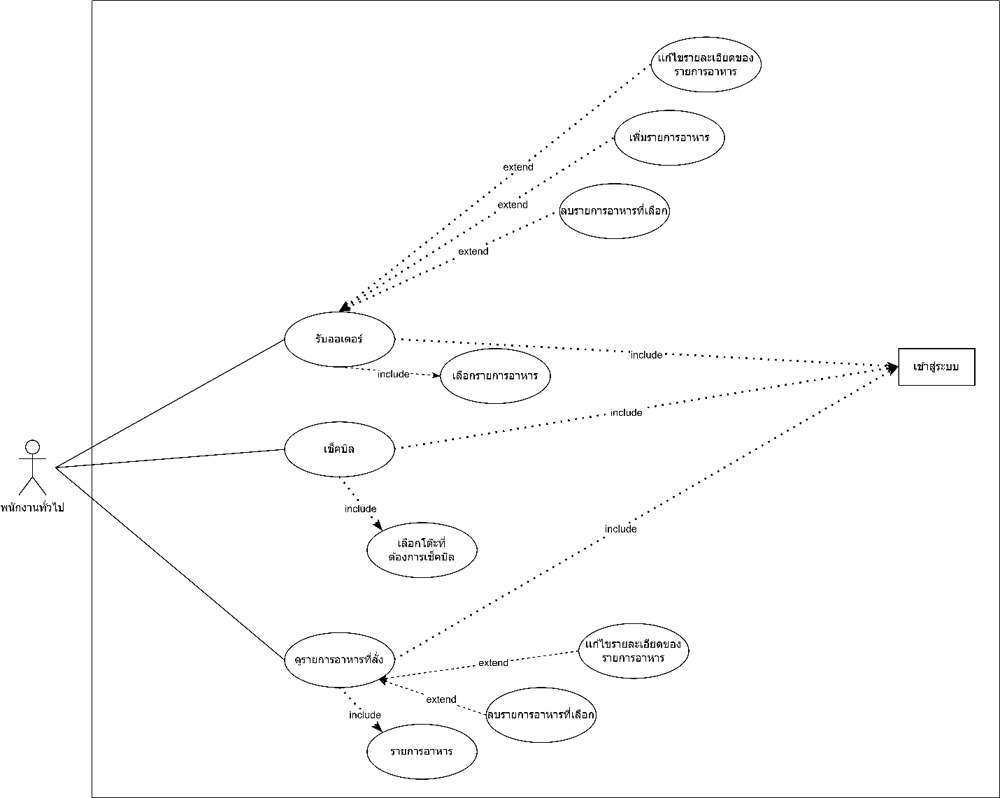 แก้ไขรายละเอียดของ
รายการอาหาร
เพิ่มรายการอาหาร
extend
extend
ลบรายการอาหารที่เลือก
extend
รับออเดอร์
include
เข้าสู่ระบบ
include
เลือกรายการอาหาร
include
เช็คบิล
พนักงานทั่วไป
include
include
เลือกโต๊ะที่
ต้องการเช็คบิล
แก้ไขรายละเอียดของ
รายการอาหาร
ดูรายการอาหารที่สั่ง
extend
extend
ลบรายการอาหารที่เลือก
include
รายการอาหาร